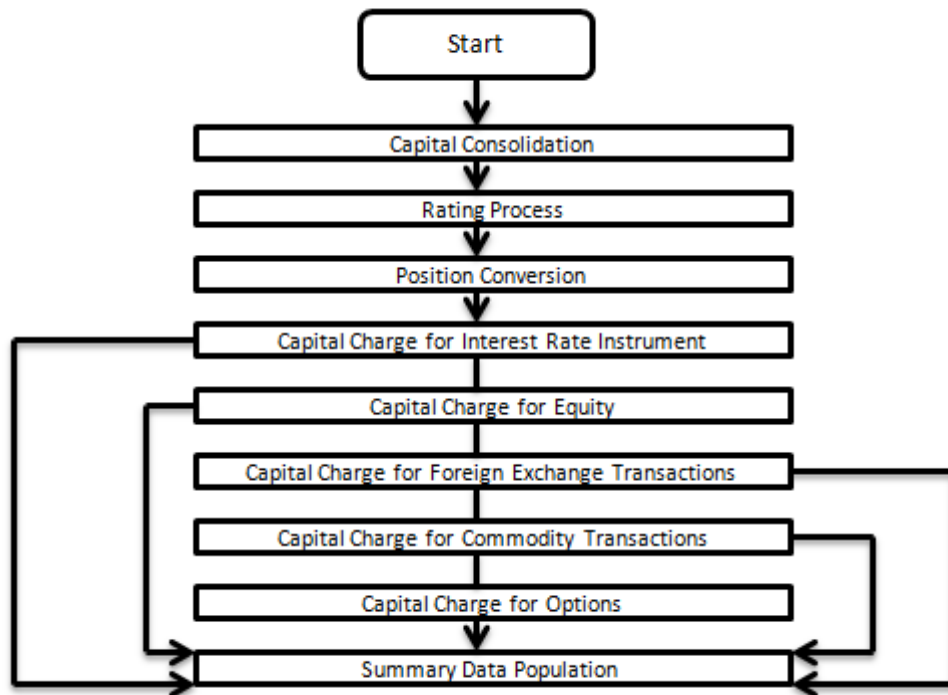 Start
Capital Consolidation
Rating Process
Position Conversion
Capital Charge for Interest Rate Instrument
Capital Charge for Equity
Capital Charge for Foreign Exchange Transactions
Capital Charge for Commodity Transactions
Capital Charge for Options
Summary Data Population